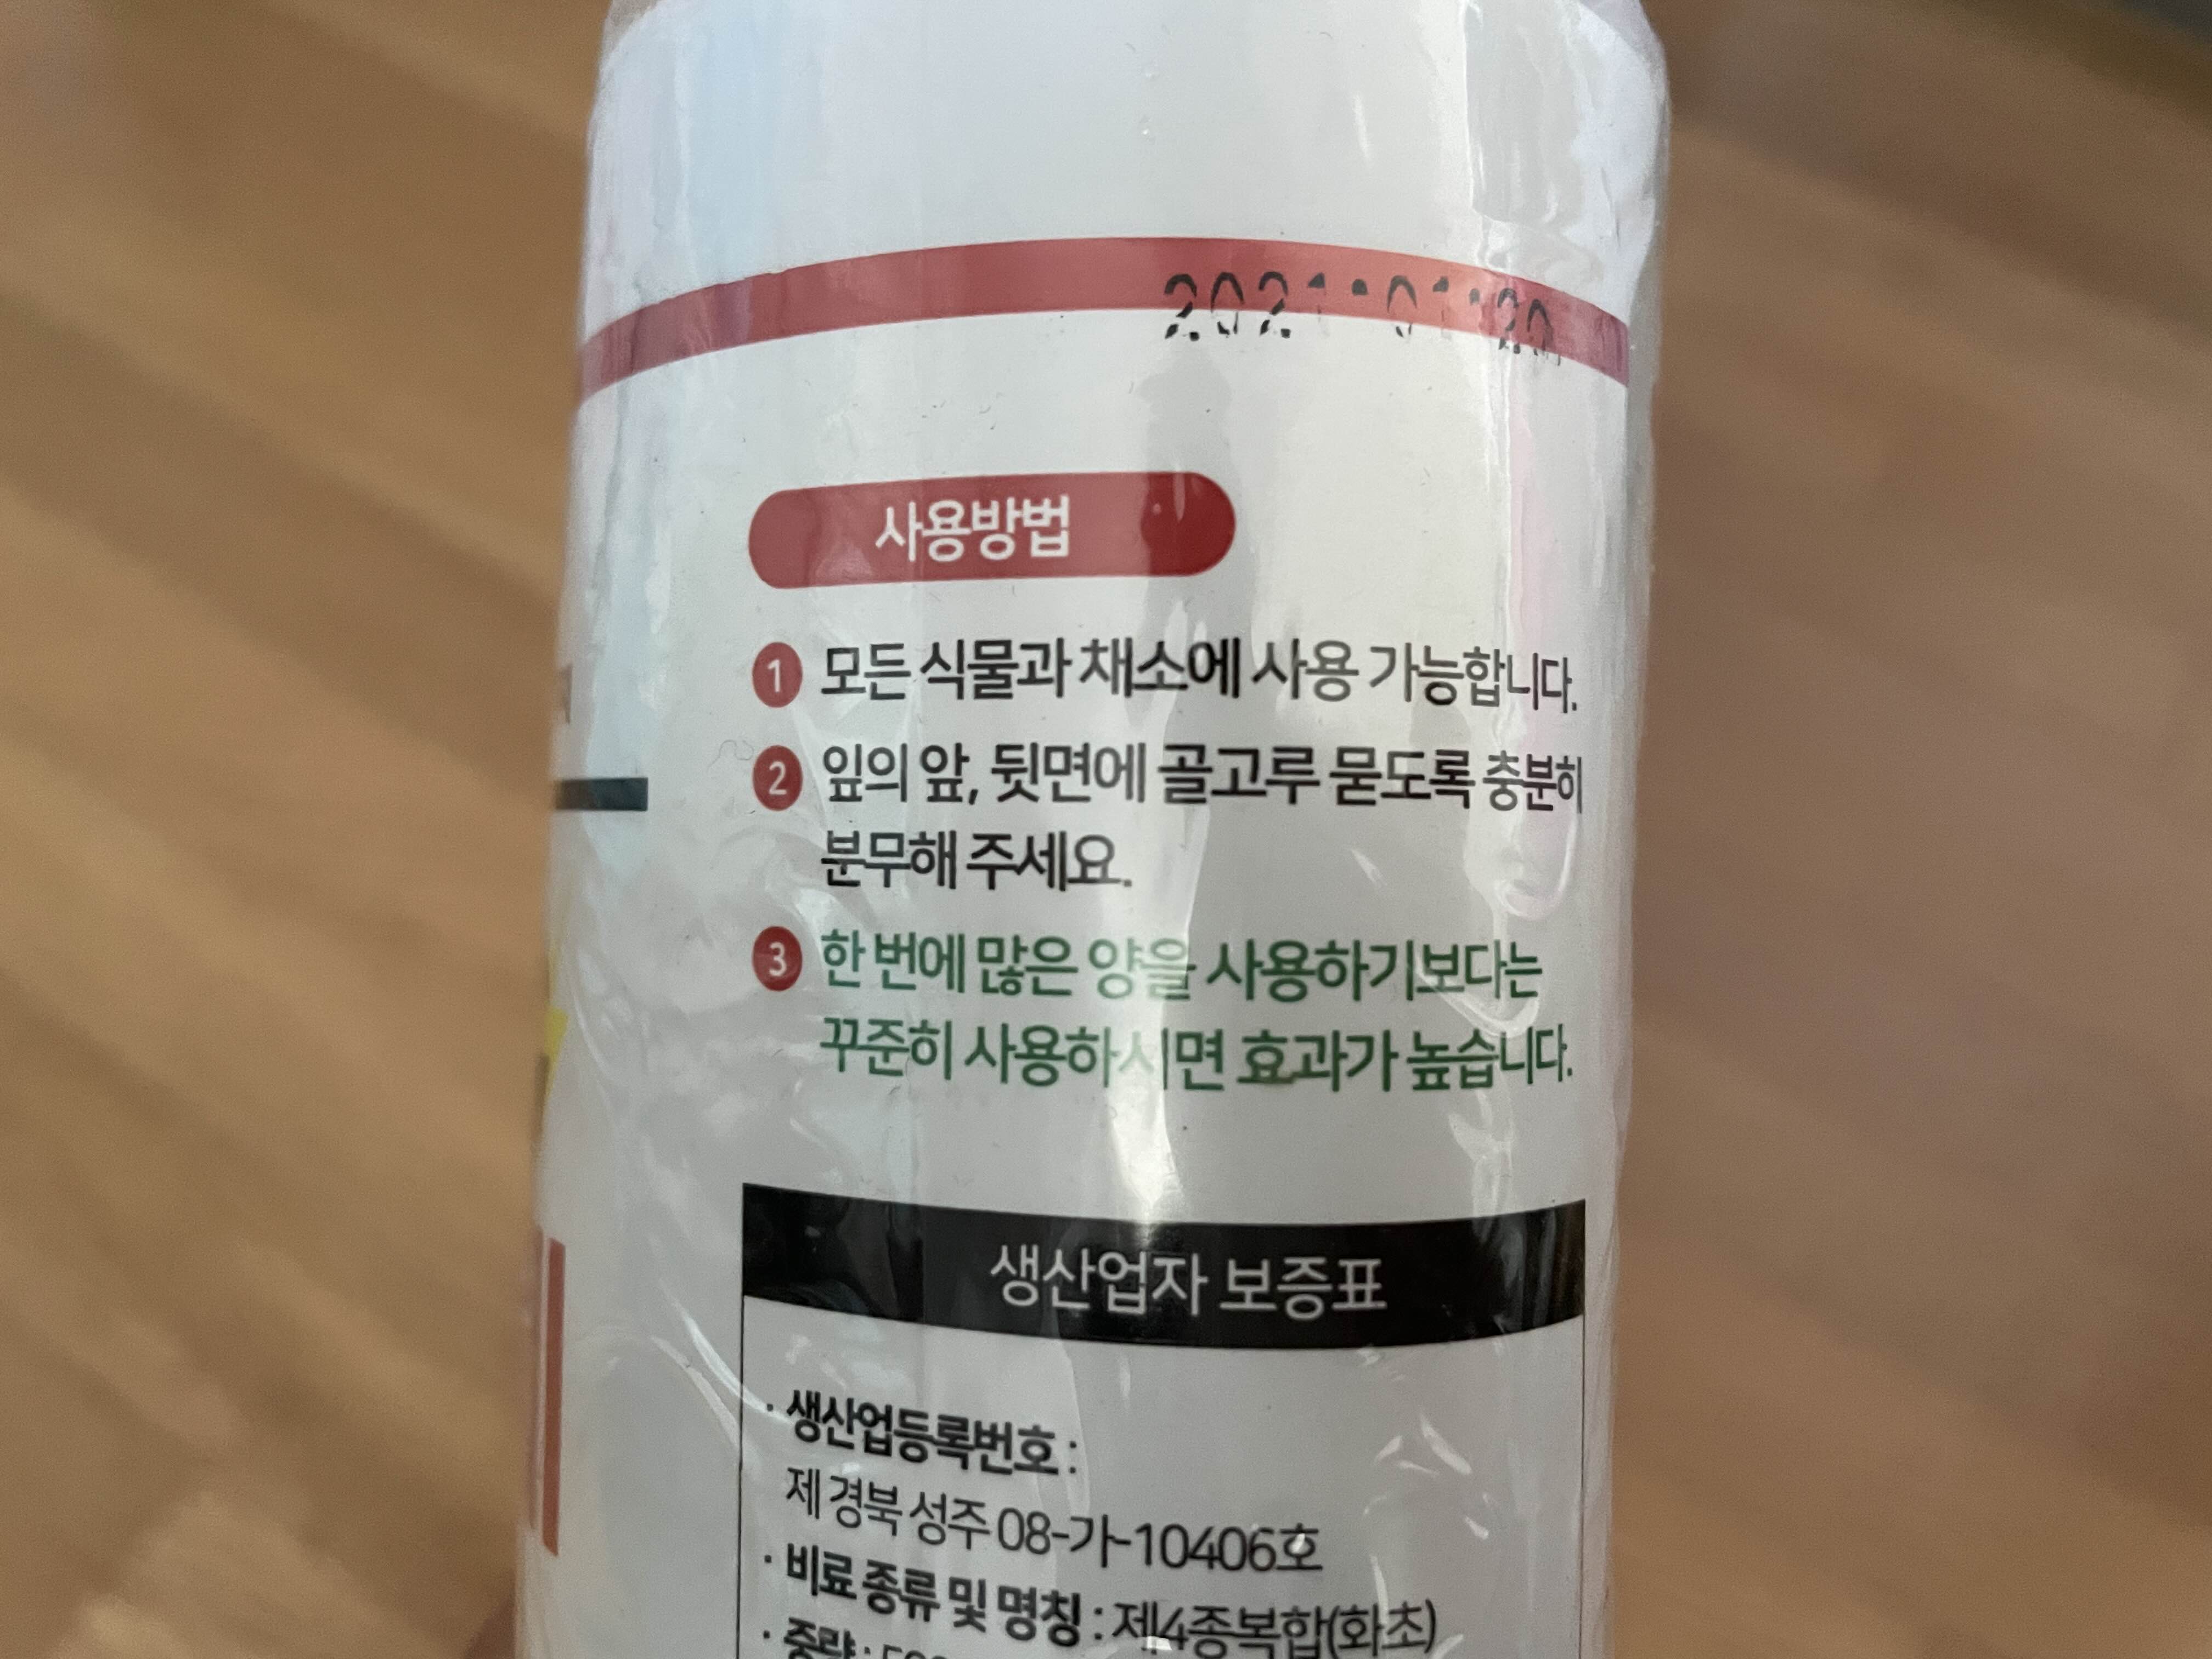 2021.01.20
사용방법
1 모든 식물과 채소에 사용 가능합니다.
2 잎의 앞, 뒷면에 골고루 묻도록 충분히
분무해 주세요.
3 한 번에 많은 양을 사용하기보다는
꾸준히 사용하시면 효과가 높습니다.
생산업자 보증표
· 생산업등록번호 :
제 경북 성주 08-가-10406호
· 비료 종류 및 명칭 : 제4종복합(화초)
· 중량 :